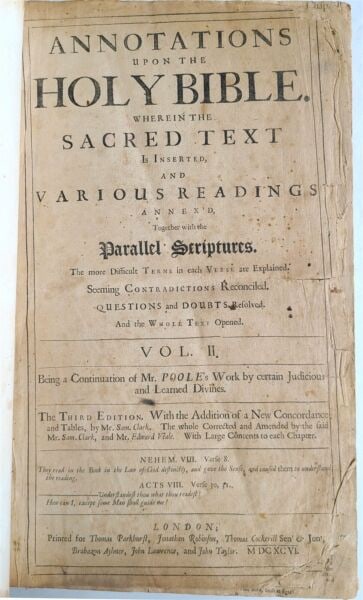 ANNOTATIONS
UPON THE
HOLY BIBLE.
WHEREIN THE
SACRED TEXT
Is Inserted,
AND
VARIOUS READINGS
ANNEX'D,
Together with the
Parallel Scriptures.
The more Difficult Terms in each Verse are Explained.
Seeming Contradictions Reconciled.
QUESTIONS and DOUBTS Resolved.
And the Whole Text Opened.
VOL. II.
Being a Continuation of Mr. POOLE's Work by certain Judicious
and Learned Divines.
The Third Edition. With the Addition of a New Concordance
and Tables, by Mr. Sam. Clark. The whole Corrected and Amended by the said
Mr. Sam. Clark, and Mr. Edward Veale. With Large Contents to each Chapter.
NEHEM. VIII. Verse 8.
They read in the Book in the Law of God distinctly, and gave the Sense, and caused them to understand
the reading.
ACTS VIII. Verse 30, 31.
Understandest thou what thou readest?
How can I, except some Man should guide me?
LONDON;
Printed for Thomas Parkhurst, Jonathan Robinson, Thomas Cockerill Senr & Junr,
Brabazon Aylmer, John Lawrence, and John Taylor. MDCXCVI.